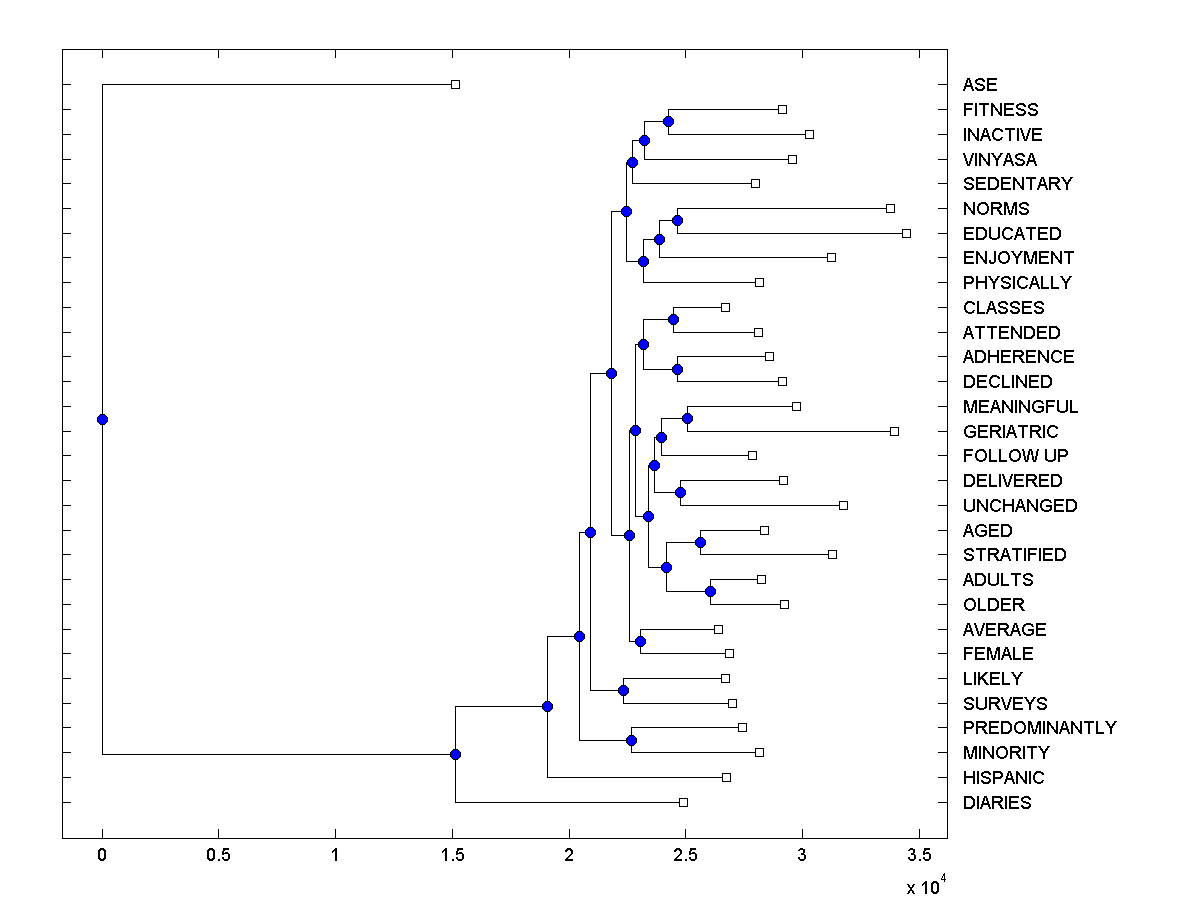 ASE
FITNESS
INACTIVE
VINYASA
SEDENTARY
NORMS
EDUCATED
ENJOYMENT
PHYSICALLY
CLASSES
ATTENDED
ADHERENCE
DECLINED
MEANINGFUL
GERIATRIC
FOLLOW UP
DELIVERED
UNCHANGED
AGED
STRATIFIED
ADULTS
OLDER
AVERAGE
FEMALE
LIKELY
SURVEYS
PREDOMINANTLY
MINORITY
HISPANIC
DIARIES
0 0.5 1 1.5 2 2.5 3 3.5
x 10^4